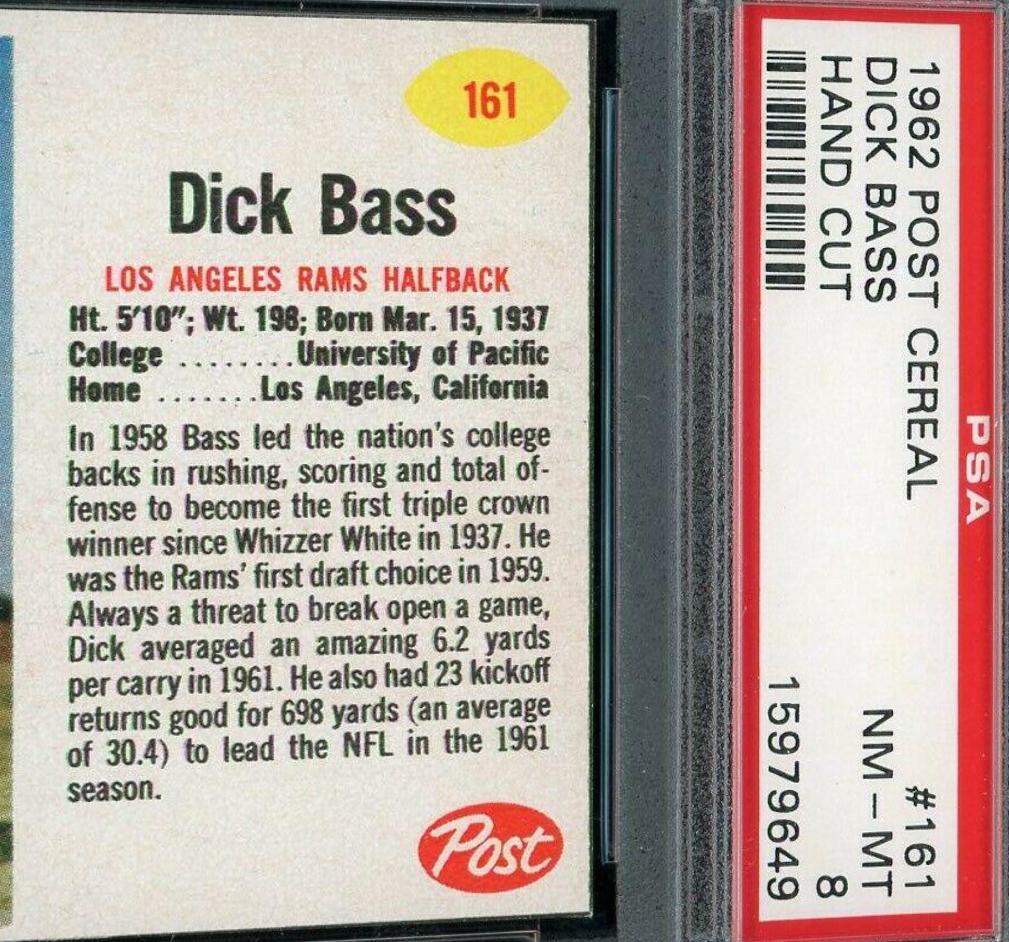 161
Dick Bass
LOS ANGELES RAMS HALFBACK
Ht. 5'10"; Wt. 198; Born Mar. 15, 1937
College ........University of Pacific
Home .......Los Angeles, California
In 1958 Bass led the nation's college
backs in rushing, scoring and total of-
fense to become the first triple crown
winner since Whizzer White in 1937. He
was the Rams' first draft choice in 1959.
Always a threat to break open a game,
Dick averaged an amazing 6.2 yards
per carry in 1961. He also had 23 kickoff
returns good for 698 yards (an average
of 30.4) to lead the NFL in the 1961
season.
Post
PSA
1962 POST CEREAL #161
DICK BASS NM-MT
HAND CUT 8
15979649